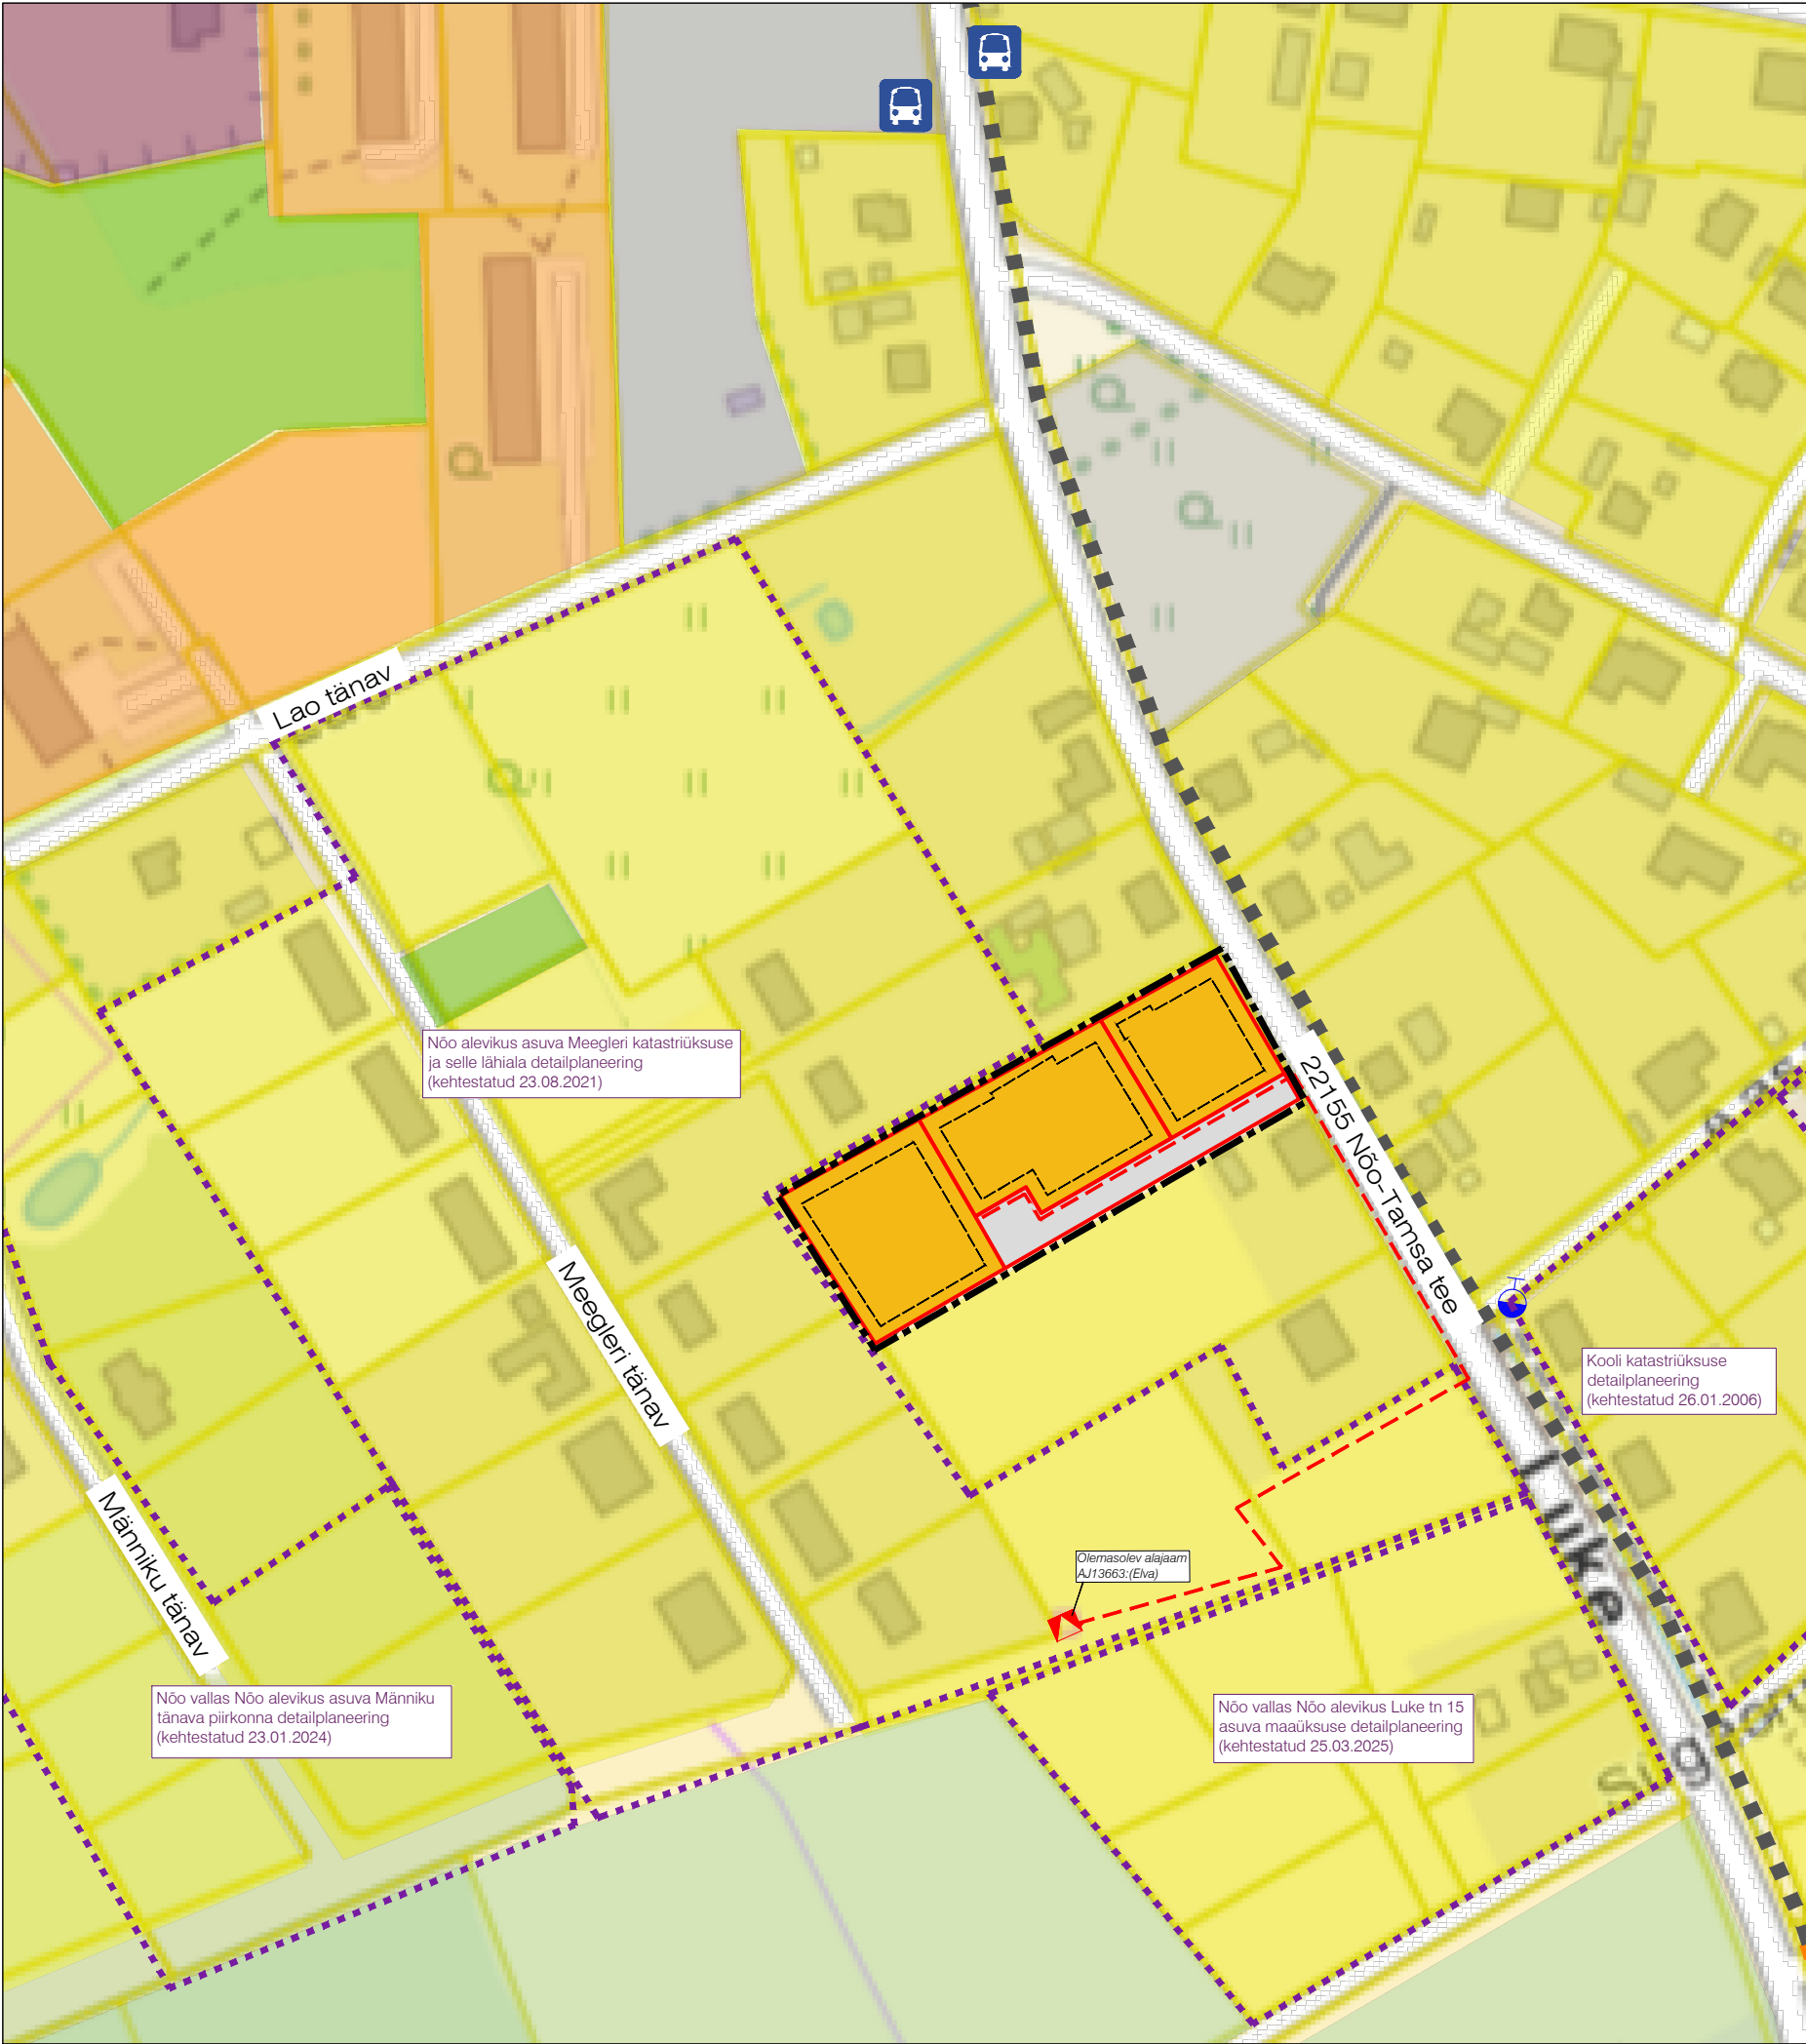 Lao tänav
Nõo alevikus asuva Meegleri katastriüksuse
ja selle lähiala detailplaneering
(kehtestatud 23.08.2021)
22155 Nõo-Tamsa tee
Meegleri tänav
Kooli katastriüksuse
detailplaneering
(kehtestatud 26.01.2006)
Männiku tänav
Luke
Olemasolev alajaam
AJ13663:(Elva)
Nõo vallas Nõo alevikus asuva Männiku
tänava piirkonna detailplaneering
(kehtestatud 23.01.2024)
Nõo vallas Nõo alevikus Luke tn 15
asuva maaüksuse detailplaneering
(kehtestatud 25.03.2025)